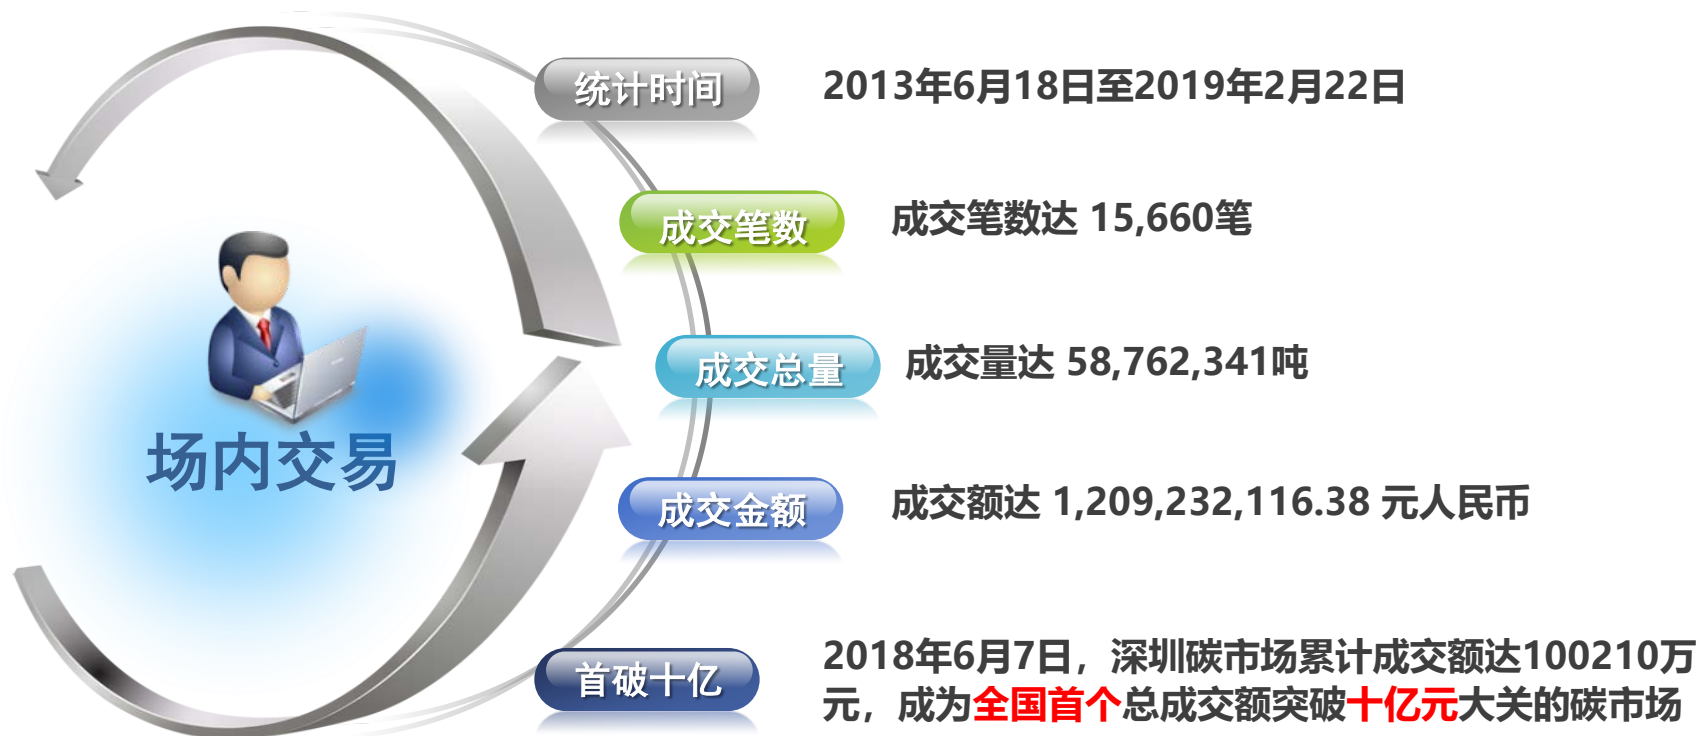 统计时间
2013年6月18日至2019年2月22日
成交笔数
成交笔数达 15,660笔
成交总量
成交量达 58,762,341吨
场内交易
成交金额
成交额达 1,209,232,116.38 元人民币
首破十亿
2018年6月7日，深圳碳市场累计成交额达100210万
元，成为全国首个总成交额突破十亿元大关的碳市场